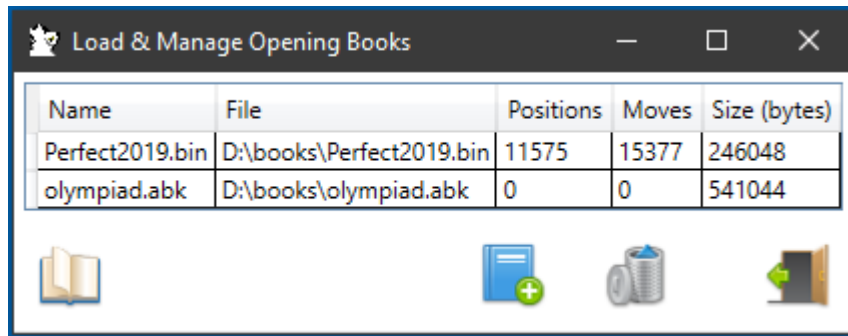 Load & Manage Opening Books
Name File Positions Moves Size (bytes)
Perfect2019.bin D:\books\Perfect2019.bin 11575 15377 246048
olympiad.abk D:\books\olympiad.abk 0 0 541044